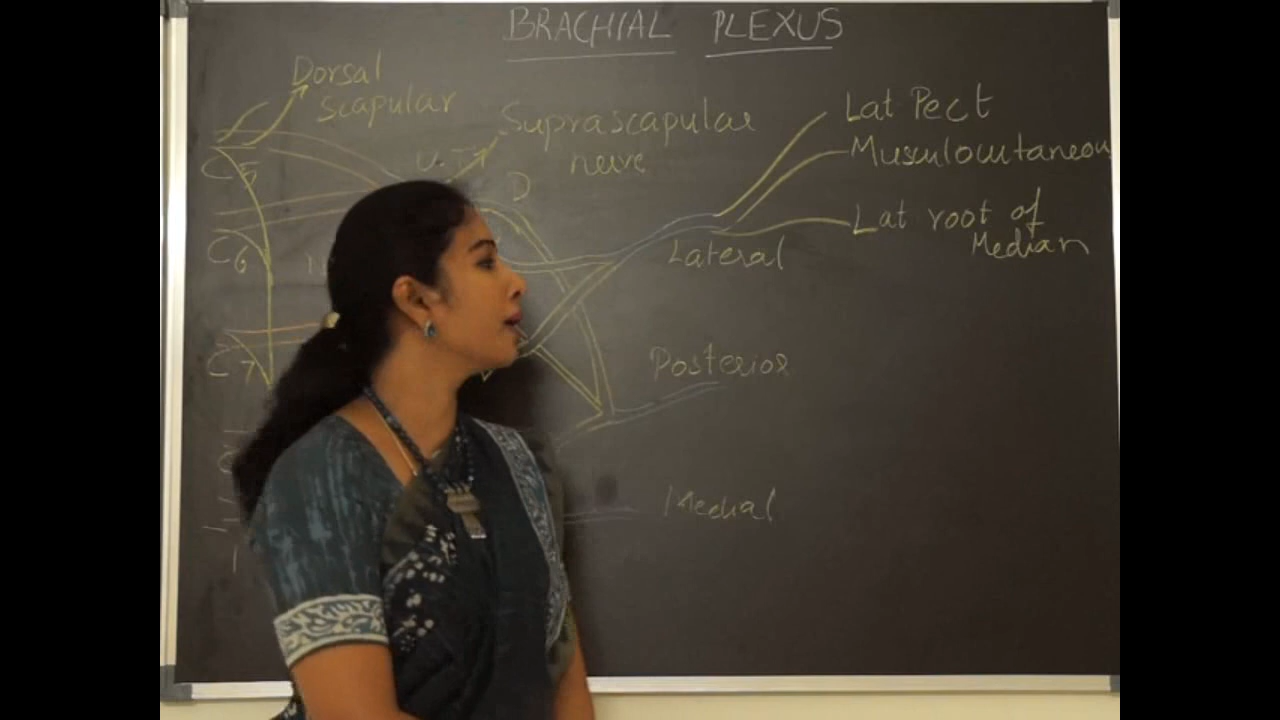 BRACHIAL PLEXUS
Dorsal
scapular
Suprascapular
nerve
U.T
D
C5
C6
C7
Lat Pect
Musculocutaneous
Lat root of
Median
Lateral
Posterior
Medial